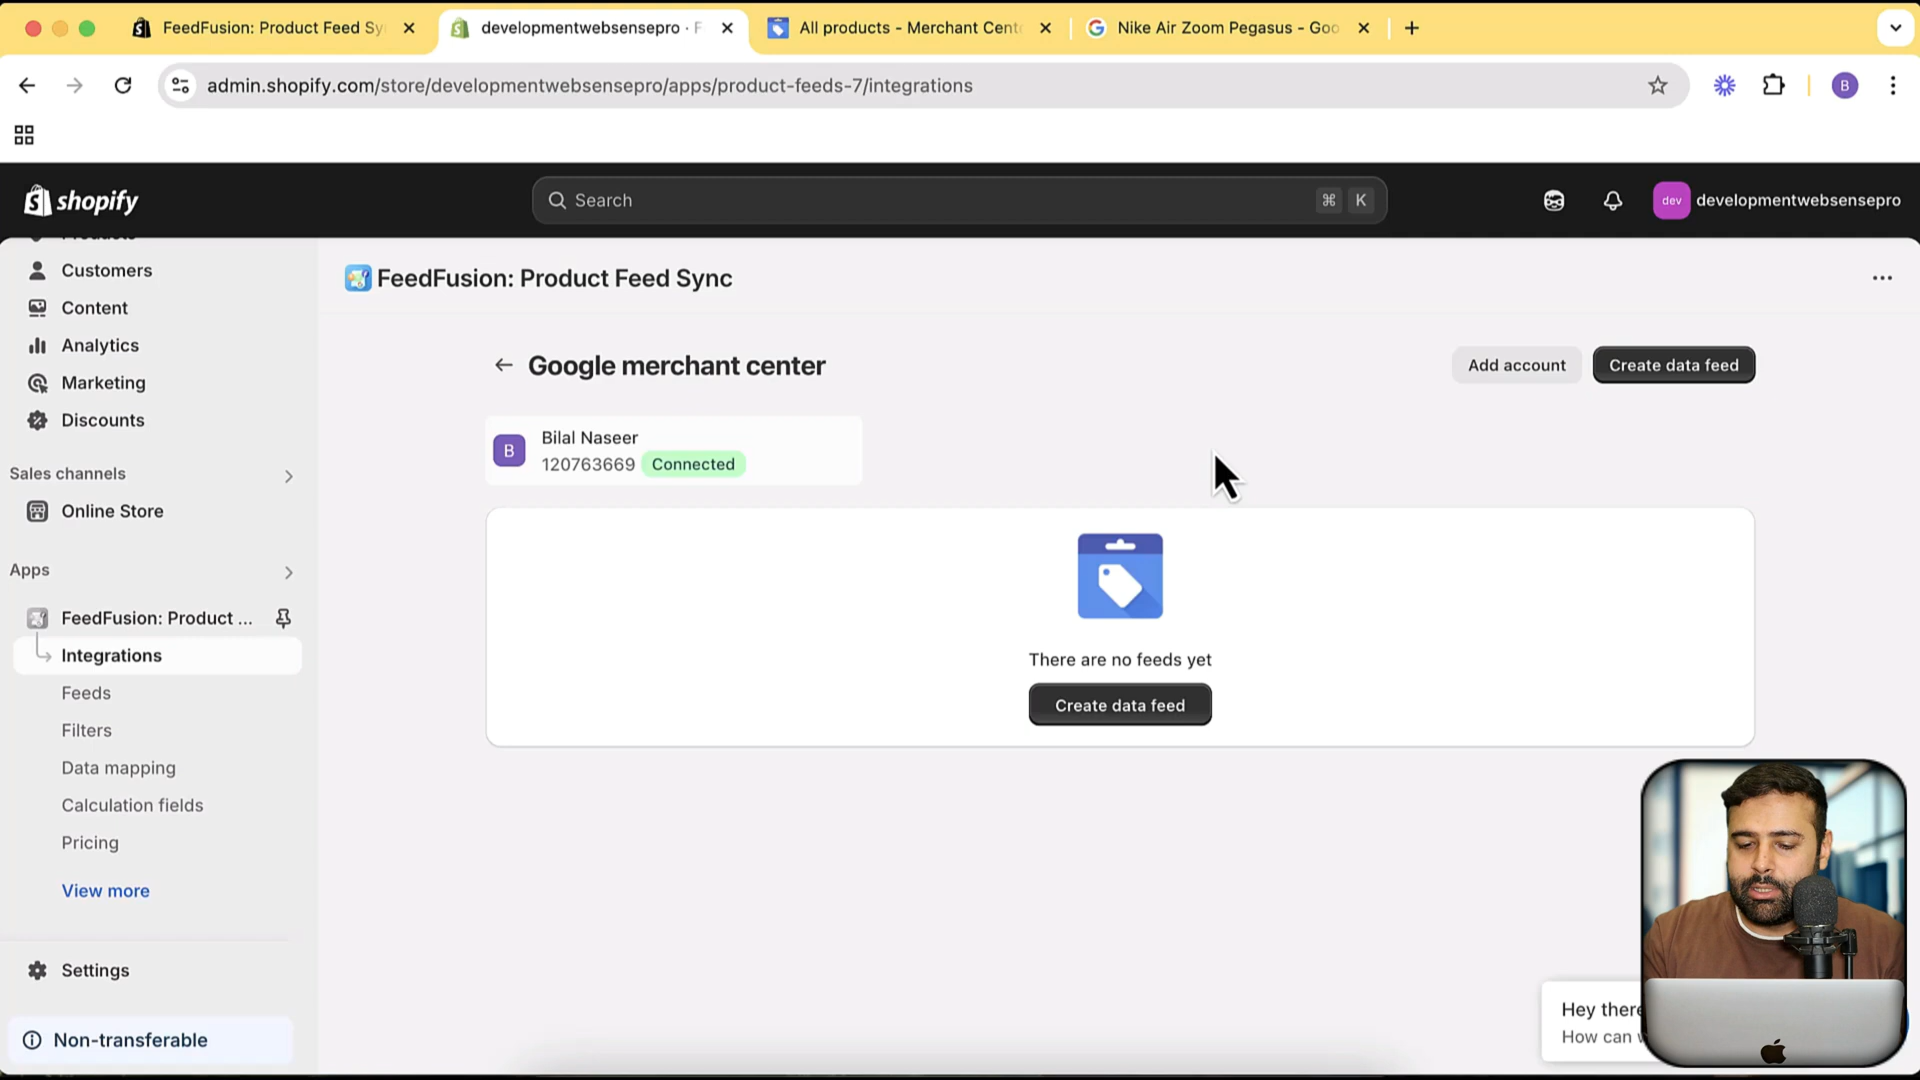 FeedFusion: Product Feed Sy
developmentwebsensepro · F
All products - Merchant Cent
Nike Air Zoom Pegasus - Goo
admin.shopify.com/store/developmentwebsensepro/apps/product-feeds-7/integrations
B
shopify
Search
⌘ K
dev
developmentwebsensepro
Products
Customers
Content
Analytics
Marketing
Discounts
Sales channels
Online Store
Apps
FeedFusion: Product ...
Integrations
Feeds
Filters
Data mapping
Calculation fields
Pricing
View more
Settings
Non-transferable
FeedFusion: Product Feed Sync
Google merchant center
Add account
Create data feed
B
Bilal Naseer
120763669 Connected
There are no feeds yet
Create data feed
Hey there
How can